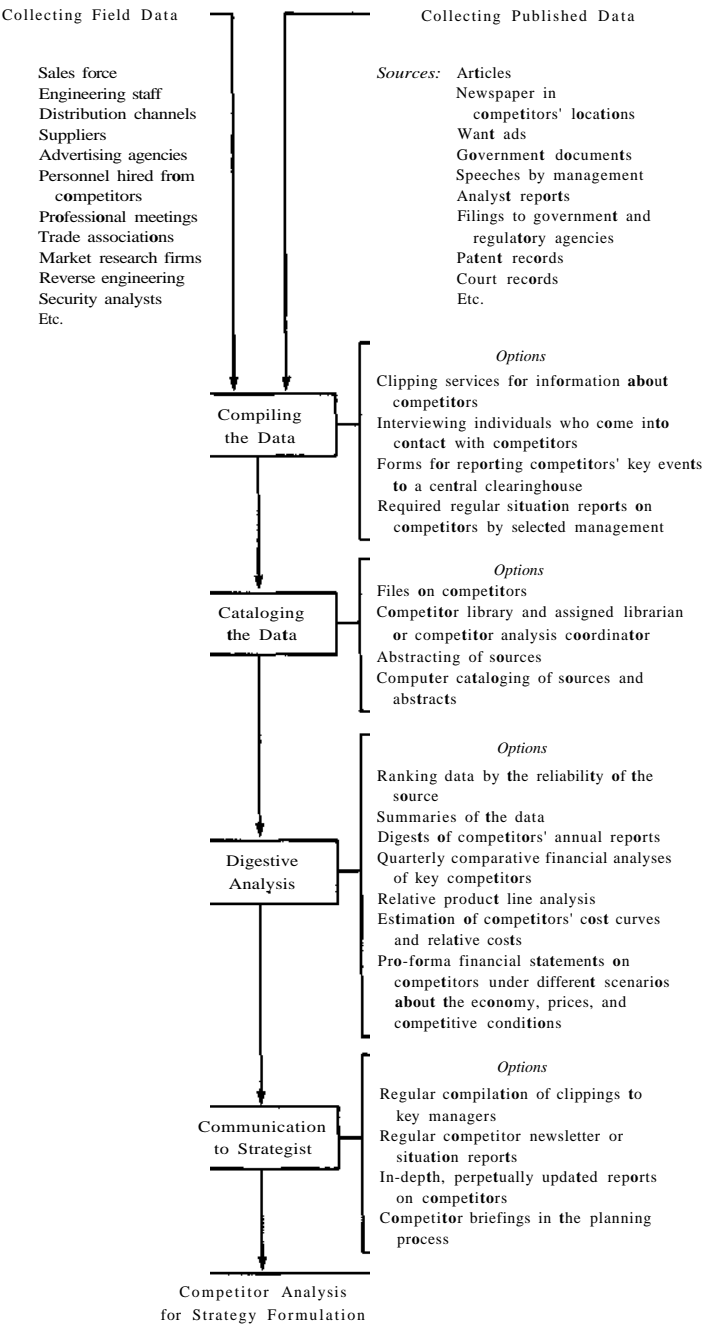 Collecting Field Data
Collecting Published Data
Sales force
Engineering staff
Distribution channels
Suppliers
Advertising agencies
Personnel hired from
competitors
Professional meetings
Trade associations
Market research firms
Reverse engineering
Security analysts
Etc.
Sources: Articles
Newspaper in
competitors' locations
Want ads
Government documents
Speeches by management
Analyst reports
Filings to government and
regulatory agencies
Patent records
Court records
Etc.
Compiling
the Data
Options
Clipping services for information about
competitors
Interviewing individuals who come into
contact with competitors
Forms for reporting competitors' key events
to a central clearinghouse
Required regular situation reports on
competitors by selected management
Cataloging
the Data
Options
Files on competitors
Competitor library and assigned librarian
or competitor analysis coordinator
Abstracting of sources
Computer cataloging of sources and
abstracts
Digestive
Analysis
Options
Ranking data by the reliability of the
source
Summaries of the data
Digests of competitors' annual reports
Quarterly comparative financial analyses
of key competitors
Relative product line analysis
Estimation of competitors' cost curves
and relative costs
Pro-forma financial statements on
competitors under different scenarios
about the economy, prices, and
competitive conditions
Communication
to Strategist
Options
Regular compilation of clippings to
key managers
Regular competitor newsletter or
situation reports
In-depth, perpetually updated reports
on competitors
Competitor briefings in the planning
process
Competitor Analysis
for Strategy Formulation